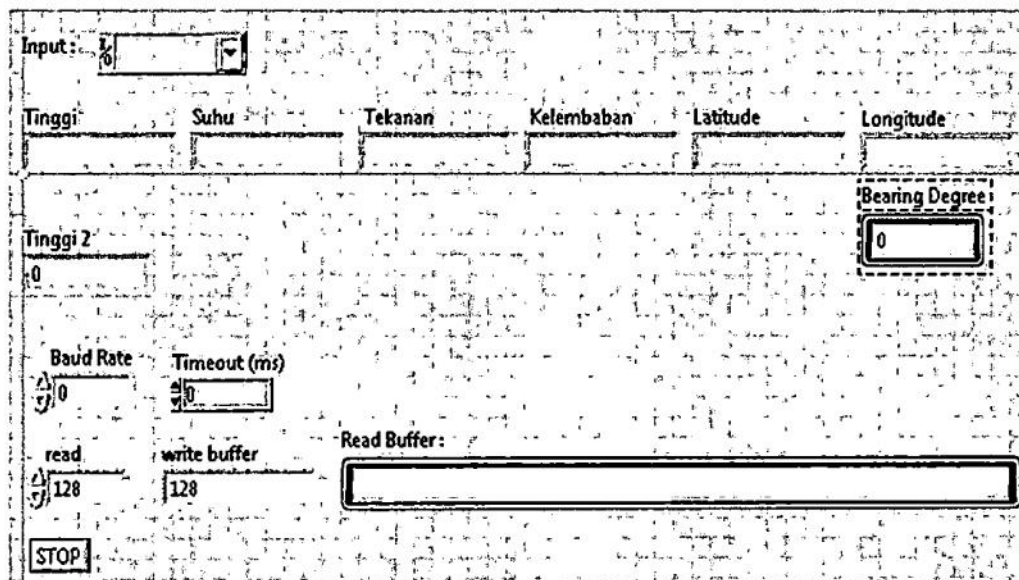 Input :
Tinggi Suhu Tekanan Kelembaban Latitude Longitude
Bearing Degree
0
Tinggi 2
0
Baud Rate Timeout (ms)
0 0
read write buffer Read Buffer :
128 128
STOP